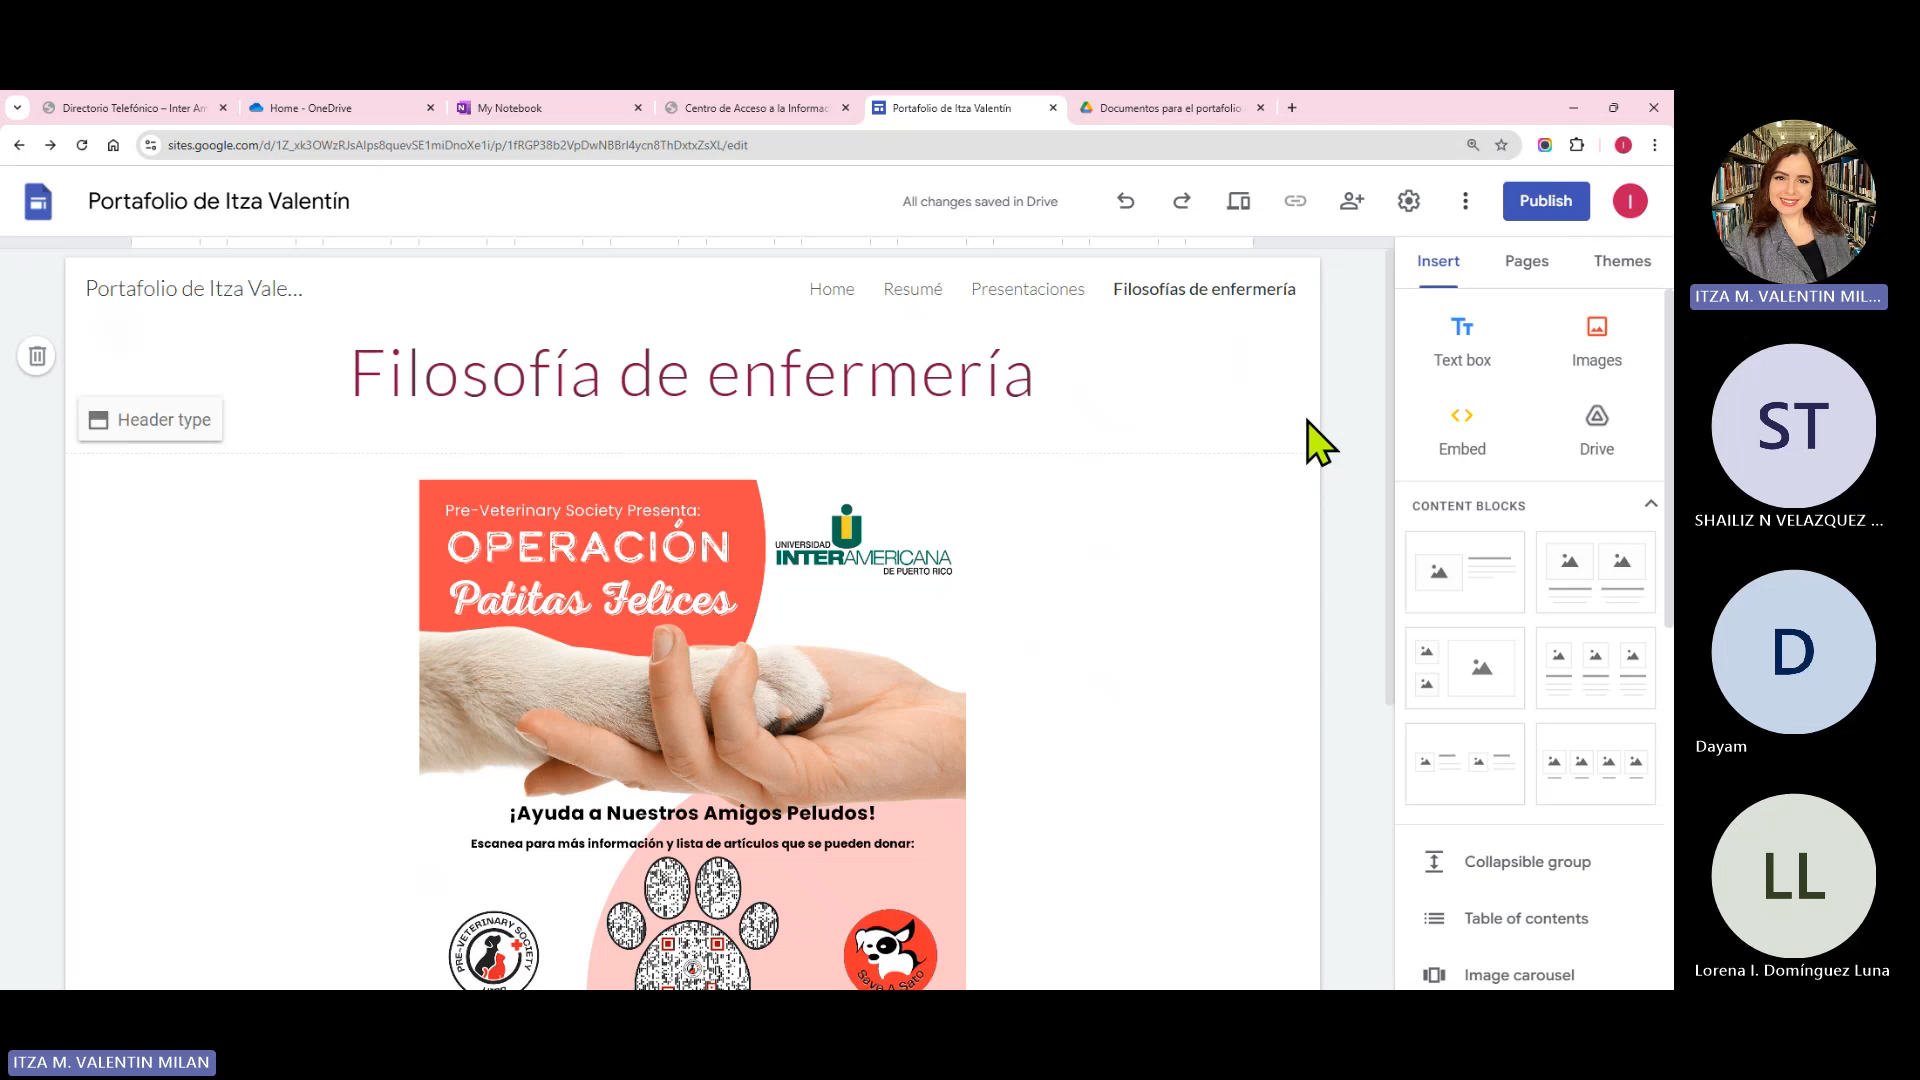 Directorio Telefónico – Inter Am
Home - OneDrive
My Notebook
Centro de Acceso a la Informac
Portafolio de Itza Valentín
Documentos para el portafolio
sites.google.com/d/1Z_xk3OWzRJsAlps8quevSE1miDnoXe1i/p/1fRGP38b2VpDwNBBrl4ycn8ThDxtxZsXL/edit
Portafolio de Itza Valentín
All changes saved in Drive
Publish
I
Portafolio de Itza Vale...
Home
Resumé
Presentaciones
Filosofías de enfermería
Filosofía de enfermería
Header type
Pre-Veterinary Society Presenta:
OPERACIÓN
Patitas Felices
UNIVERSIDAD
INTERAMERICANA
DE PUERTO RICO
¡Ayuda a Nuestros Amigos Peludos!
Escanea para más información y lista de artículos que se pueden donar:
PRE-VETERINARY SOCIETY
Save A Sato
Insert
Pages
Themes
Text box
Images
Embed
Drive
CONTENT BLOCKS
Collapsible group
Table of contents
Image carousel
ITZA M. VALENTIN MIL...
ST
SHAILIZ N VELAZQUEZ ...
D
Dayam
LL
Lorena I. Domínguez Luna
ITZA M. VALENTIN MILAN